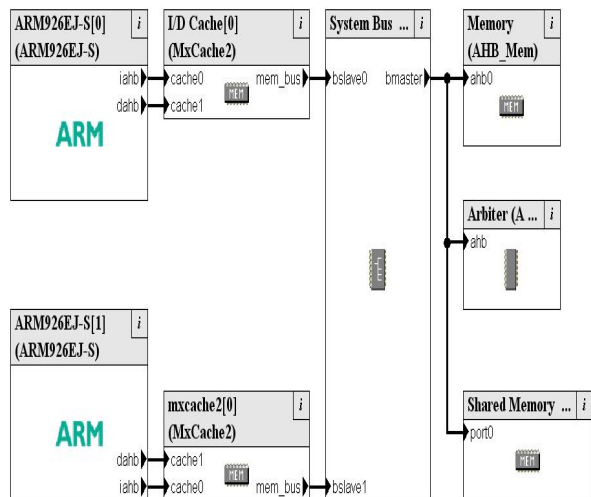 ARM926EJ-S[0] i
(ARM926EJ-S)
iahb
dahb
ARM
I/D Cache[0] i
(MxCache2)
cache0 mem_bus
cache1
MEM
System Bus ... i
bslave0 bmaster
Memory i
(AHB_Mem)
ahb0
MEM
Arbiter (A ... i
ahb
ARM926EJ-S[1] i
(ARM926EJ-S)
ARM
dahb
iahb
mxcache2[0] i
(MxCache2)
cache1
cache0 mem_bus
MEM
bslave1
Shared Memory ... i
port0
MEM